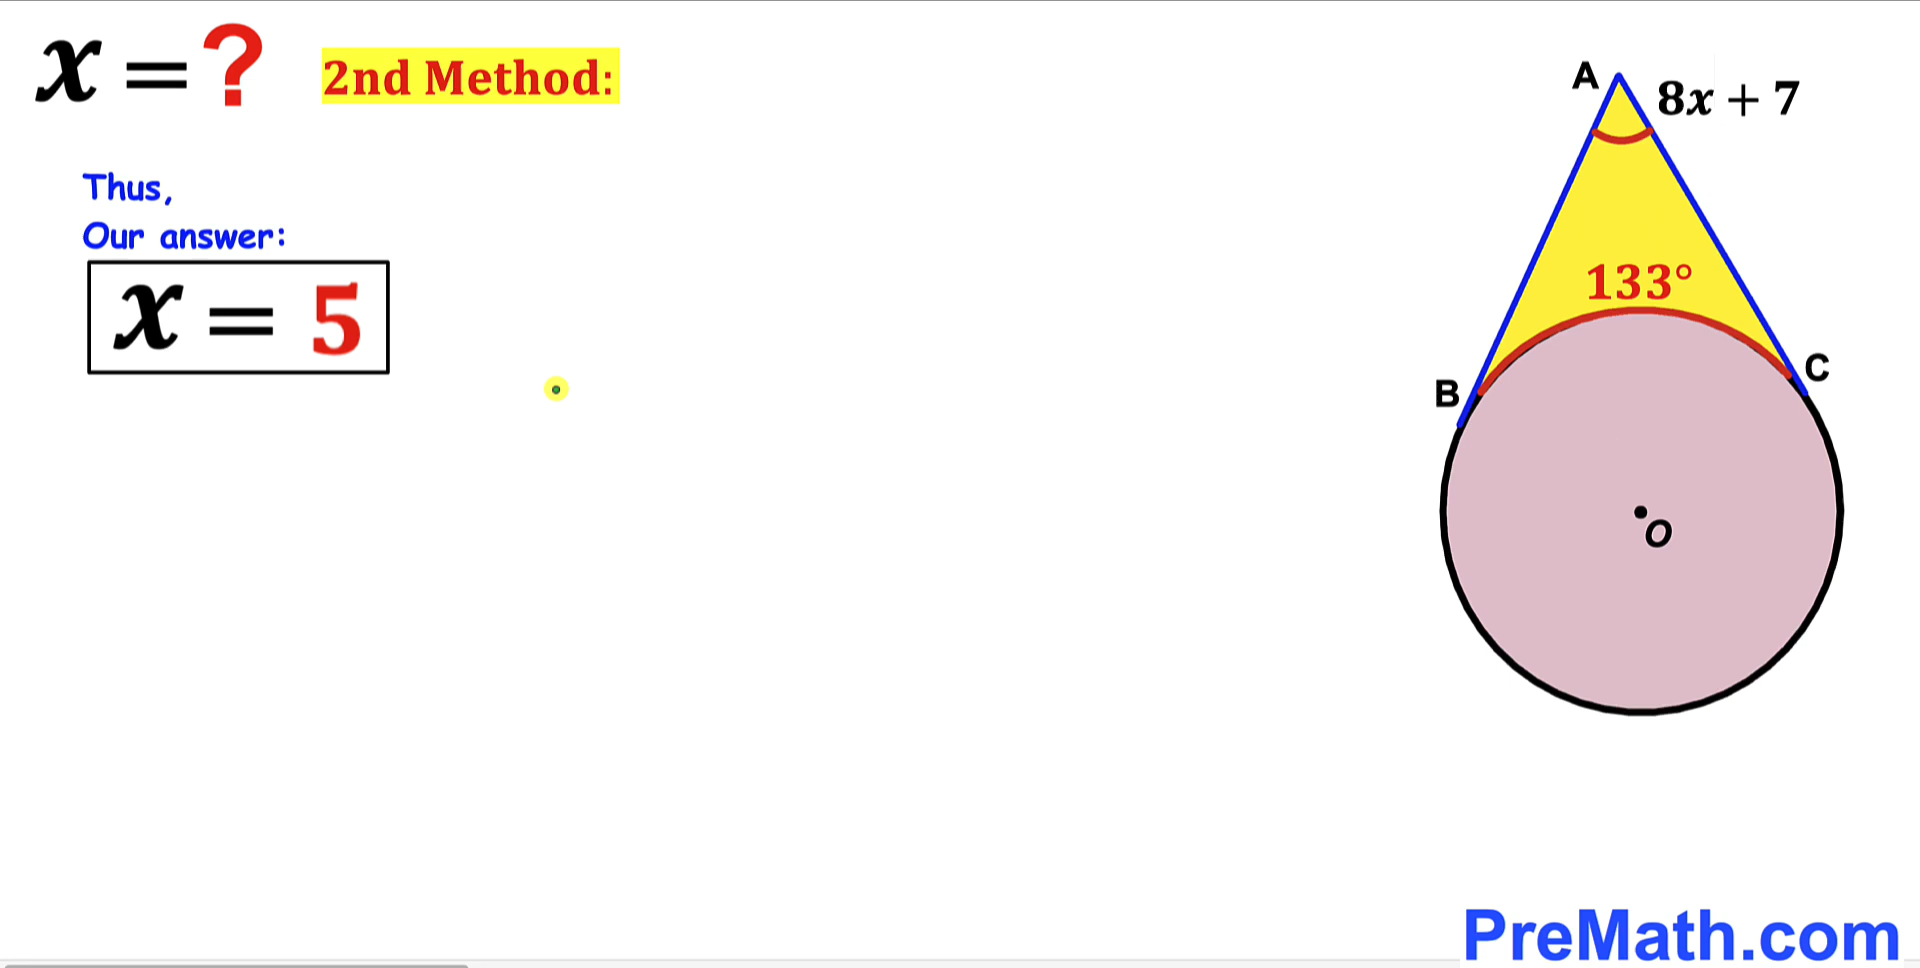 x = ?
2nd Method:
Thus,
Our answer:
x = 5
A
8x + 7
133°
B
C
O
PreMath.com